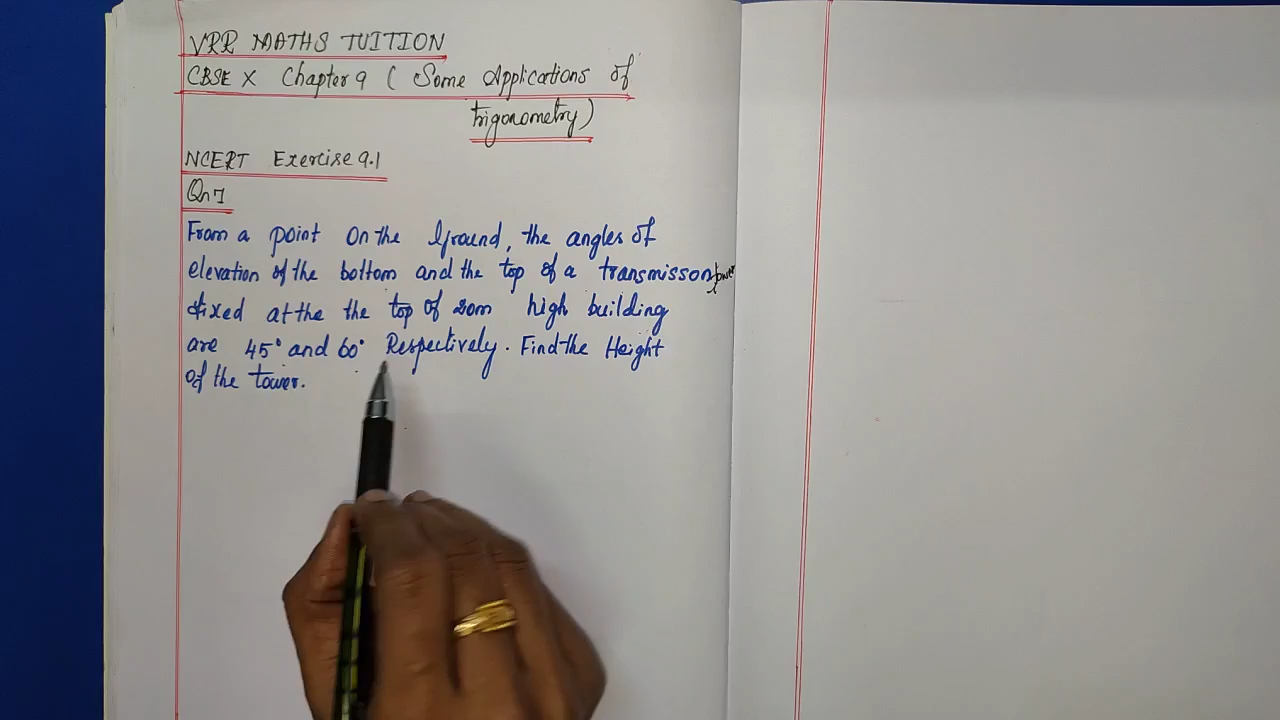 VRR MATHS TUITION
CBSE X Chapter 9 ( Some Applications of
trigonometry)
NCERT Exercise 9.1
Qn 7
From a point on the Ground, the angles of
elevation of the bottom and the top of a transmisson tower
fixed at the the top of 20m high building
are 45° and 60° Respectively. Find the Height
of the tower.